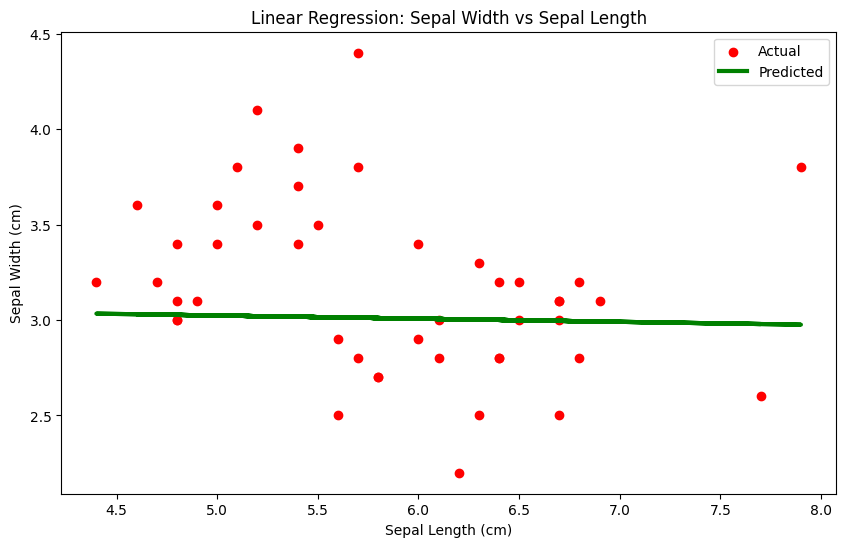 Linear Regression: Sepal Width vs Sepal Length
Actual
Predicted
4.5
4.0
3.5
3.0
2.5
Sepal Width (cm)
4.5 5.0 5.5 6.0 6.5 7.0 7.5 8.0
Sepal Length (cm)